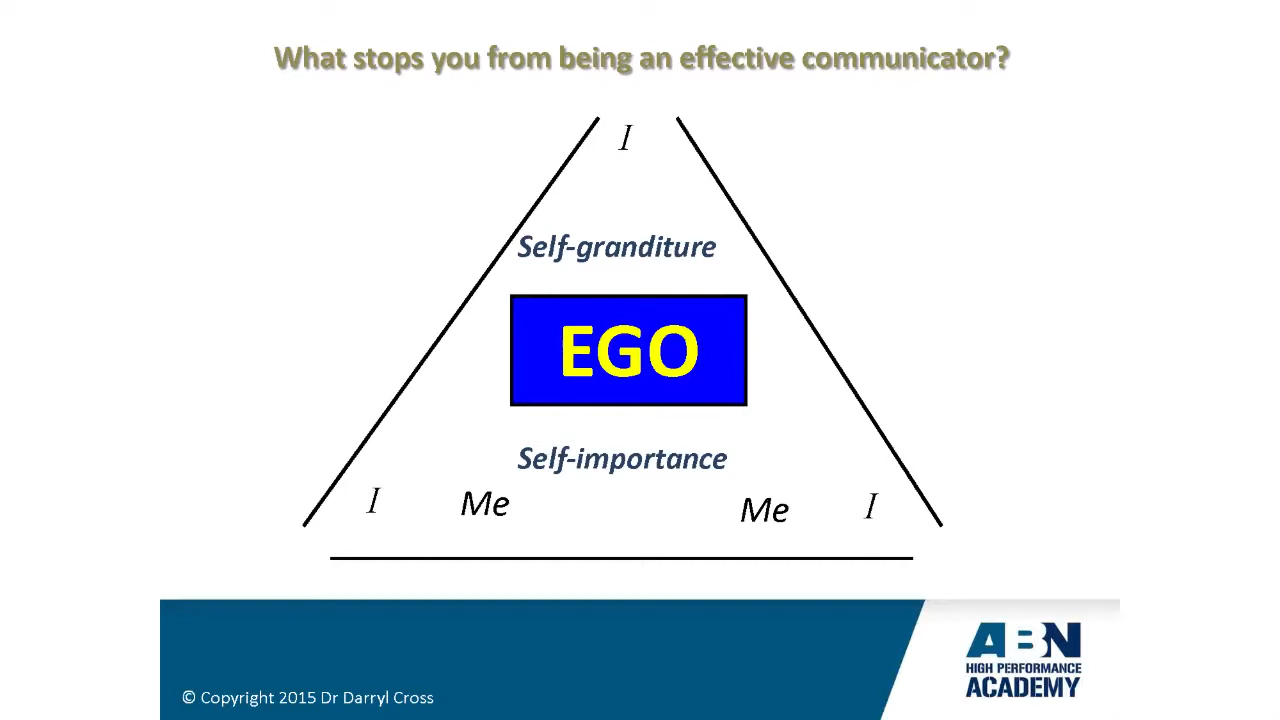 What stops you from being an effective communicator?
I
Self-granditure
EGO
Self-importance
I Me Me I
ABN
HIGH PERFORMANCE
ACADEMY
© Copyright 2015 Dr Darryl Cross